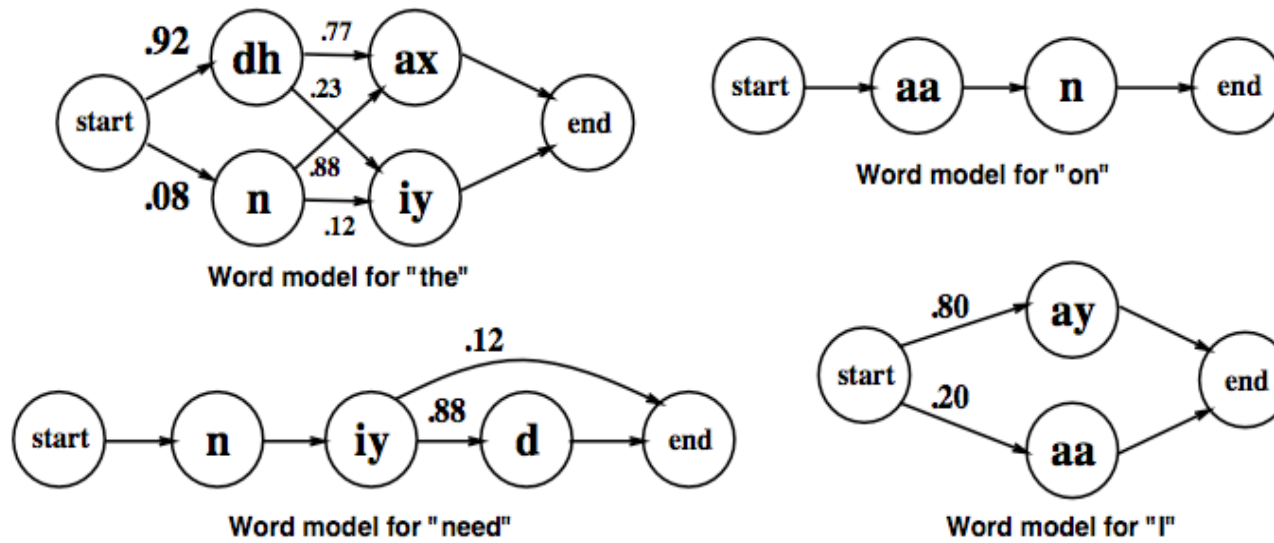 .92
dh
.77
ax
.23
start
end
.08
n
.88
iy
.12
Word model for "the"
start
aa
n
end
Word model for "on"
.12
start
n
iy
.88
d
end
Word model for "need"
.80
ay
start
end
.20
aa
Word model for "I"